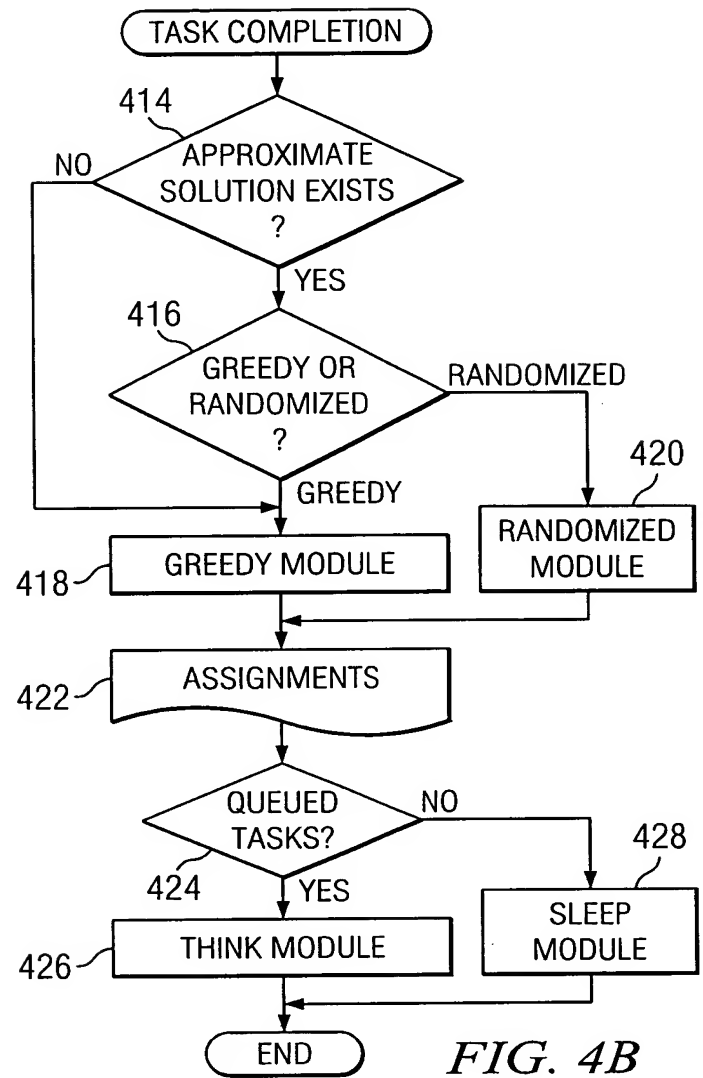 TASK COMPLETION
414
NO
APPROXIMATE
SOLUTION EXISTS
?
YES
416
GREEDY OR
RANDOMIZED
?
RANDOMIZED
GREEDY
420
418
GREEDY MODULE
RANDOMIZED
MODULE
422
ASSIGNMENTS
QUEUED
TASKS?
NO
424
YES
428
426
THINK MODULE
SLEEP
MODULE
END
FIG. 4B